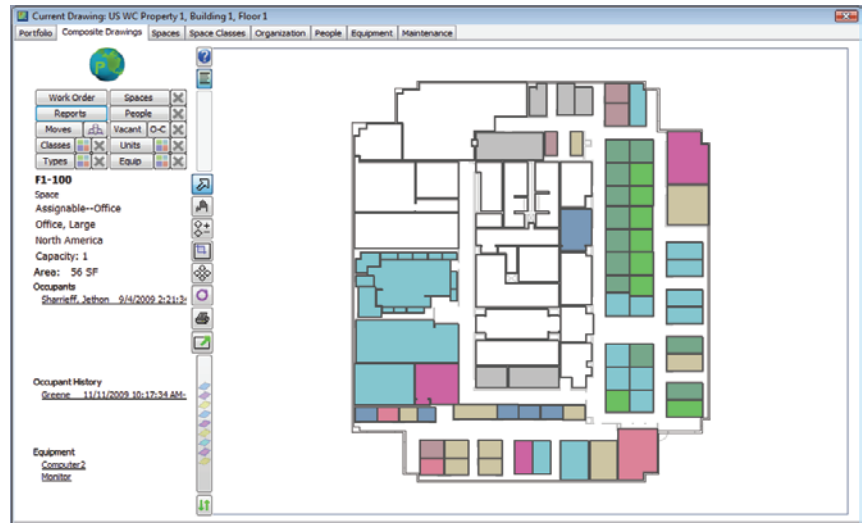 Current Drawing: US WC Property 1, Building 1, Floor 1
Portfolio Composite Drawings Spaces Space Classes Organization People Equipment Maintenance
P
Work Order Spaces
Reports People
Moves Vacant O-C
Classes Units
Types Equip
F1-100
Space
Assignable--Office
Office, Large
North America
Capacity: 1
Area: 56 SF
Occupants
Sharrieff, Jethon 9/4/2009 2:21:3
Occupant History
Greene 11/11/2009 10:17:34 AM-
Equipment
Computer2
Monitor